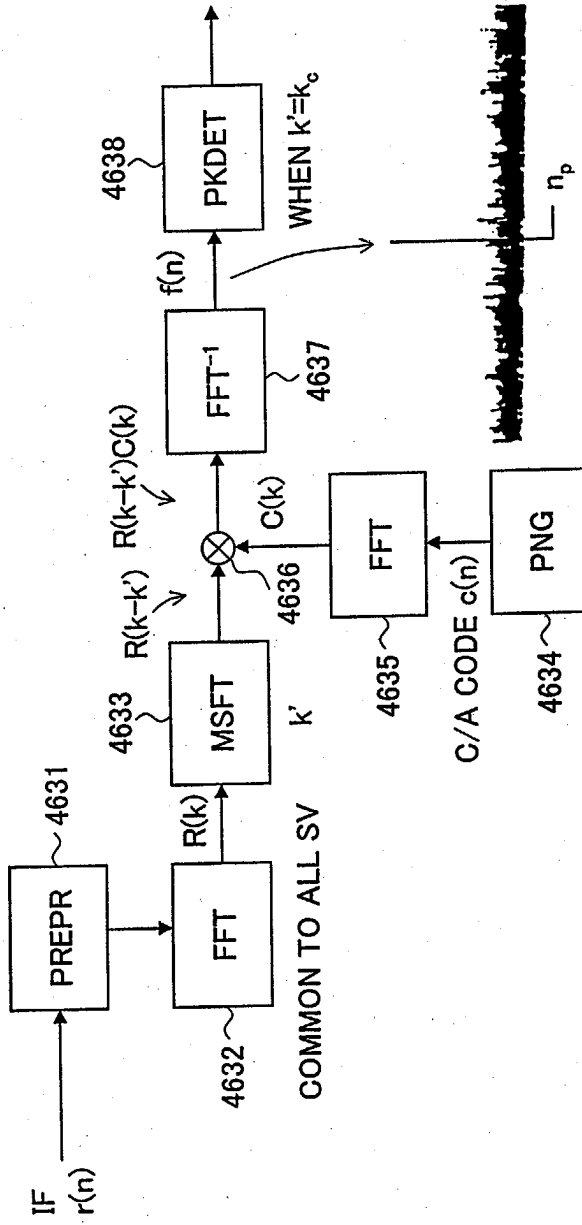 IF
r(n)
PREPR
4631
FFT
4632
R(k)
COMMON TO ALL SV
MSFT
4633
k'
R(k-k')
4636
R(k-k')C(k)
C(k)
FFT
4635
C/A CODE c(n)
PNG
4634
FFT-1
4637
f(n)
PKDET
4638
WHEN k'=kc
np